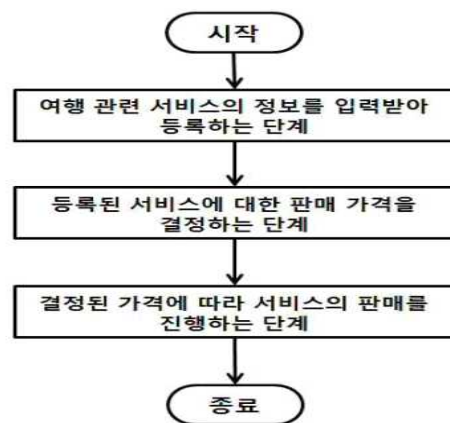 시작
여행 관련 서비스의 정보를 입력받아
등록하는 단계
등록된 서비스에 대한 판매 가격을
결정하는 단계
결정된 가격에 따라 서비스의 판매를
진행하는 단계
종료